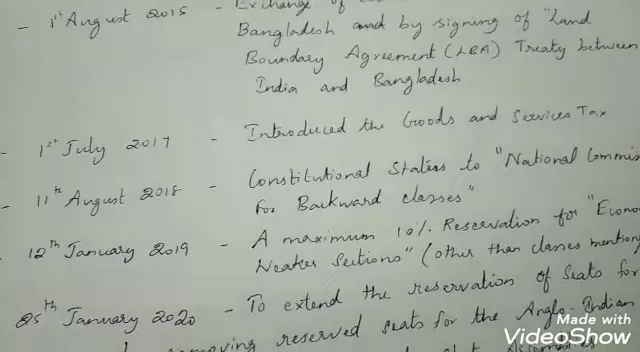 - 1st August 2015 - Exchange of
Bangladesh and by signing of "Land
Boundary Agreement (LBA) Treaty between
India and Bangladesh.
- 1st July 2017 - Introduced the Goods and Services Tax
- 11th August 2018 - Constitutional Status to "National Commis
for Backward classes"
- 12th January 2019 - A maximum 10% Reservation for "Econo
Weaker Sections" (other than classes mention
25th January 2020 - To extend the reservation of Seats for
reserved seats for the Anglo-Indian
Assemblies
Made with
VideoShow